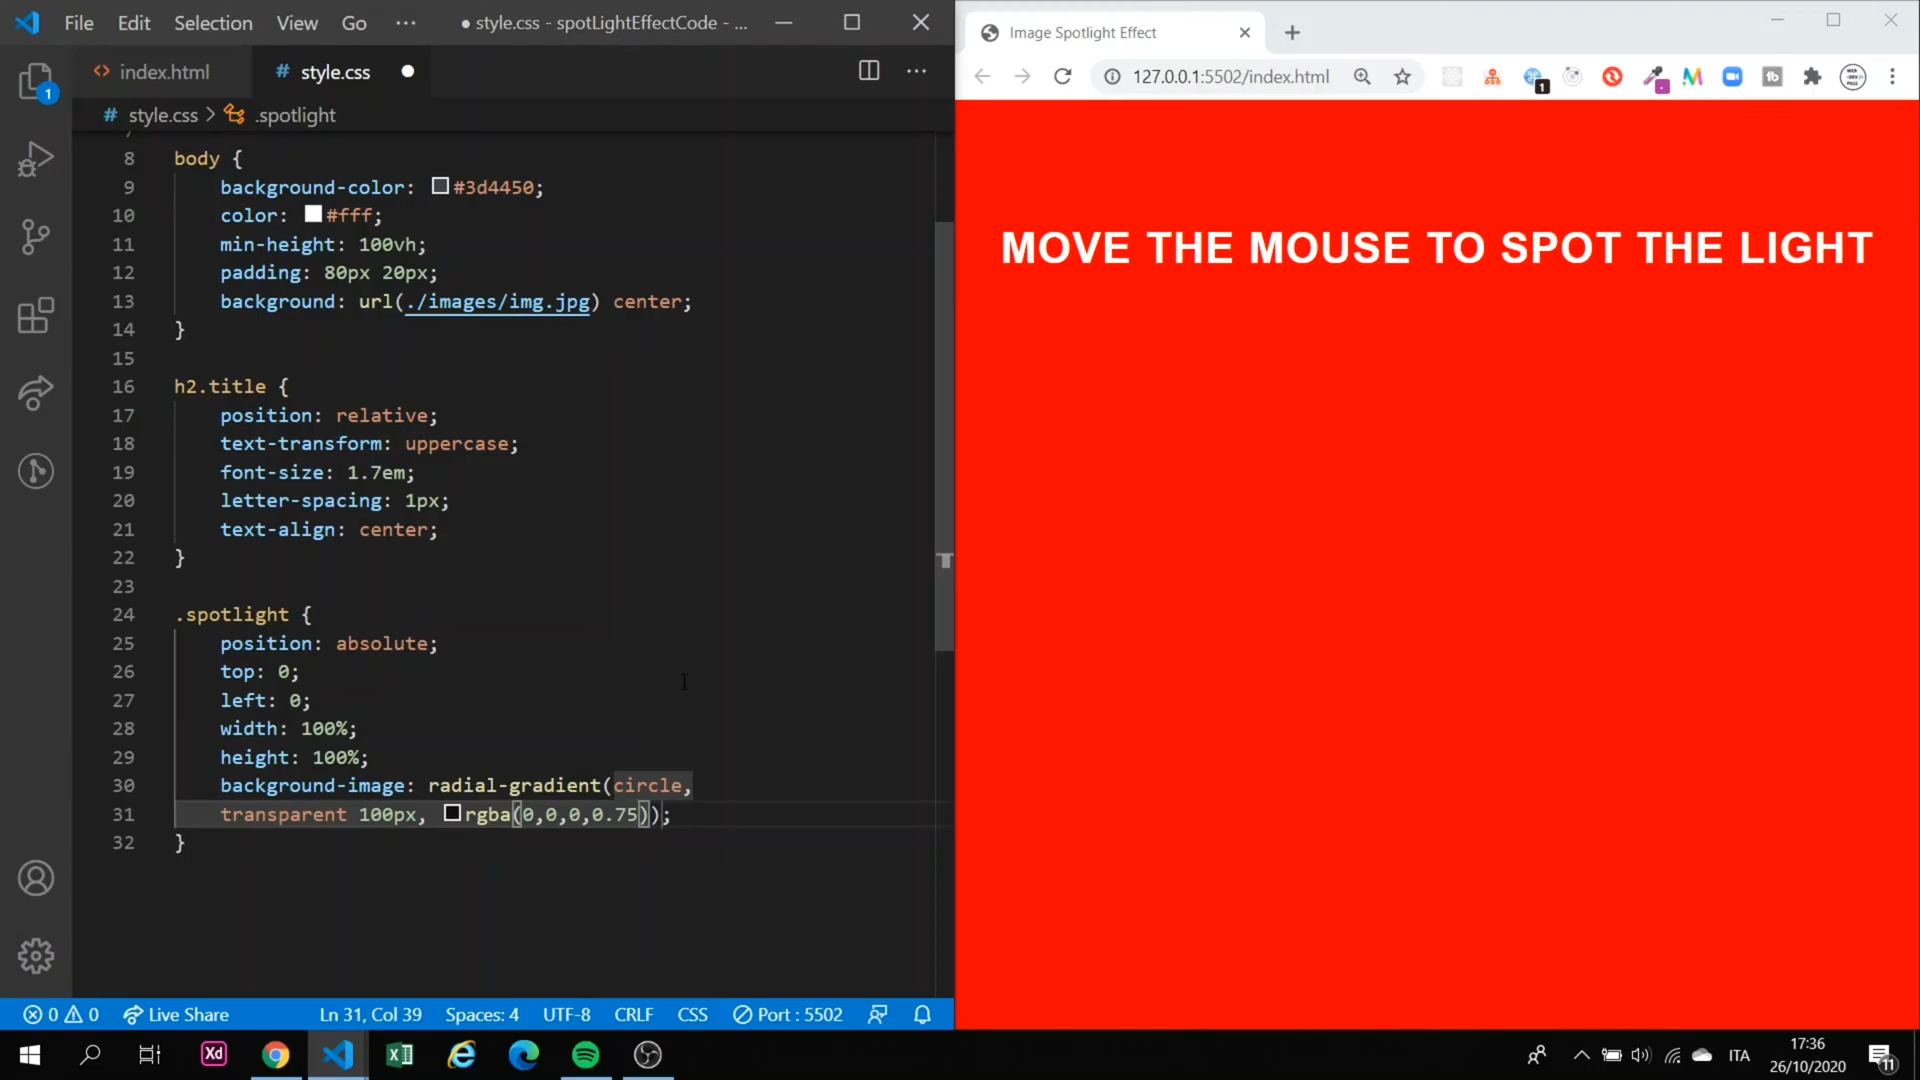 File Edit Selection View Go ··· ● style.css - spotLightEffectCode - ...
index.html
# style.css ●
# style.css > .spotlight
1
8 body {
9 background-color: #3d4450;
10 color: #fff;
11 min-height: 100vh;
12 padding: 80px 20px;
13 background: url(./images/img.jpg) center;
14 }
15
16 h2.title {
17 position: relative;
18 text-transform: uppercase;
19 font-size: 1.7em;
20 letter-spacing: 1px;
21 text-align: center;
22 }
23
24 .spotlight {
25 position: absolute;
26 top: 0;
27 left: 0;
28 width: 100%;
29 height: 100%;
30 background-image: radial-gradient(circle,
31 transparent 100px, rgba(0,0,0,0.75));
32 }
0 0 Live Share Ln 31, Col 39 Spaces: 4 UTF-8 CRLF CSS Port : 5502
Image Spotlight Effect
127.0.0.1:5502/index.html
1
MOVE THE MOUSE TO SPOT THE LIGHT
Xd
ITA
17:36
26/10/2020
11